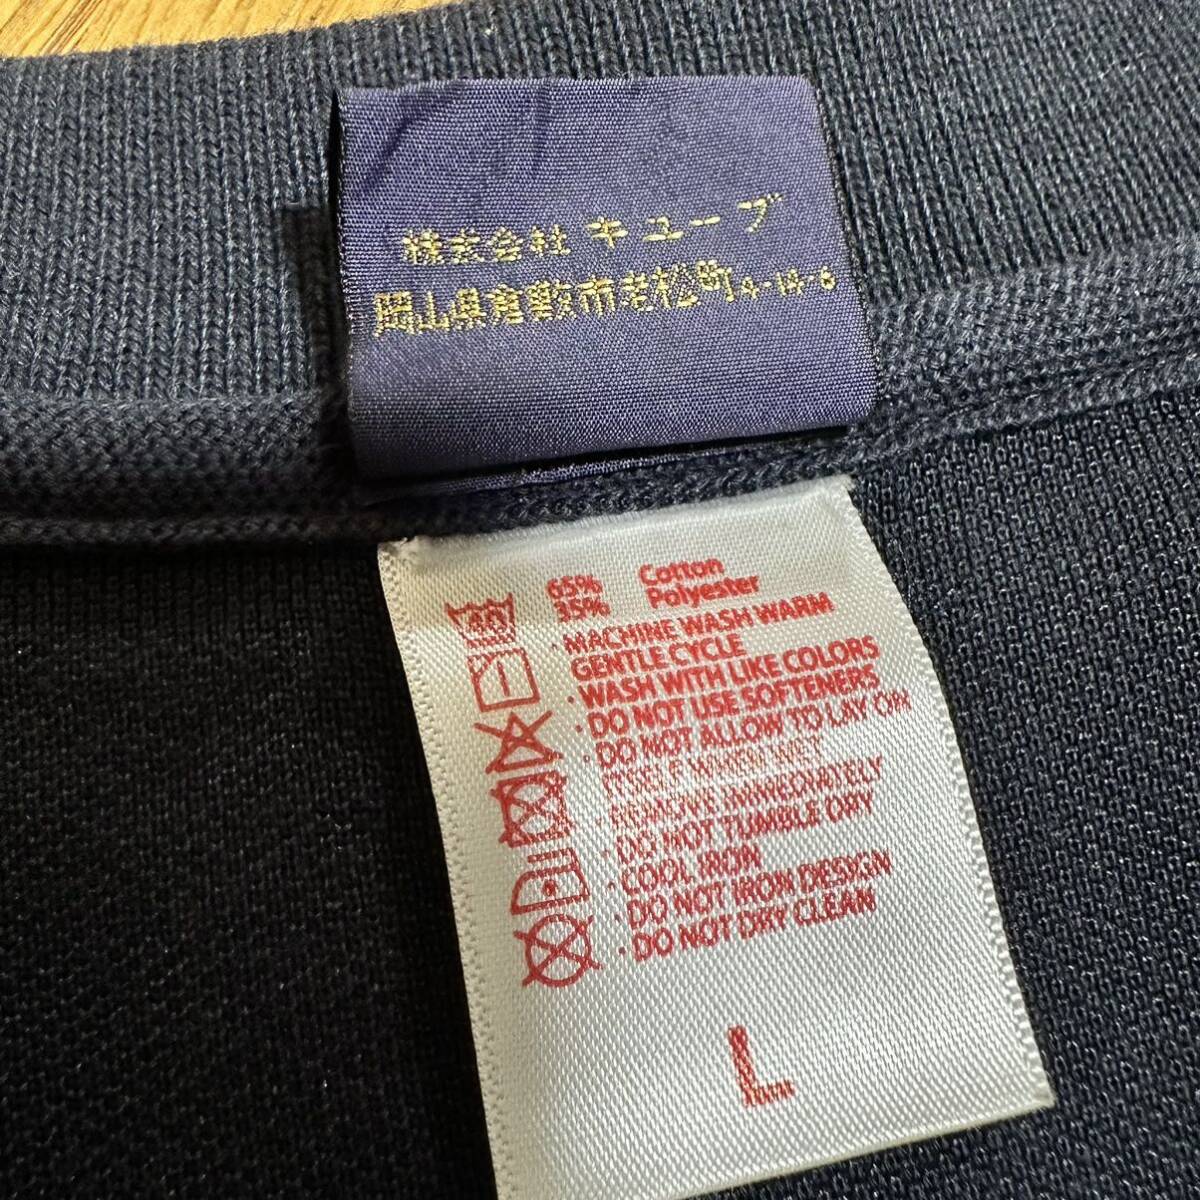 株式会社 キューブ
岡山県倉敷市老松町4-18-6
65% Cotton
35% Polyester
· MACHINE WASH WARM
GENTLE CYCLE
· WASH WITH LIKE COLORS
· DO NOT USE SOFTENERS
· DO NOT ALLOW TO LAY ON
ITSELF WHEN WET
REMOVE IMMEDIATELY
· DO NOT TUMBLE DRY
· COOL IRON
· DO NOT IRON DESIGN
· DO NOT DRY CLEAN
40
L